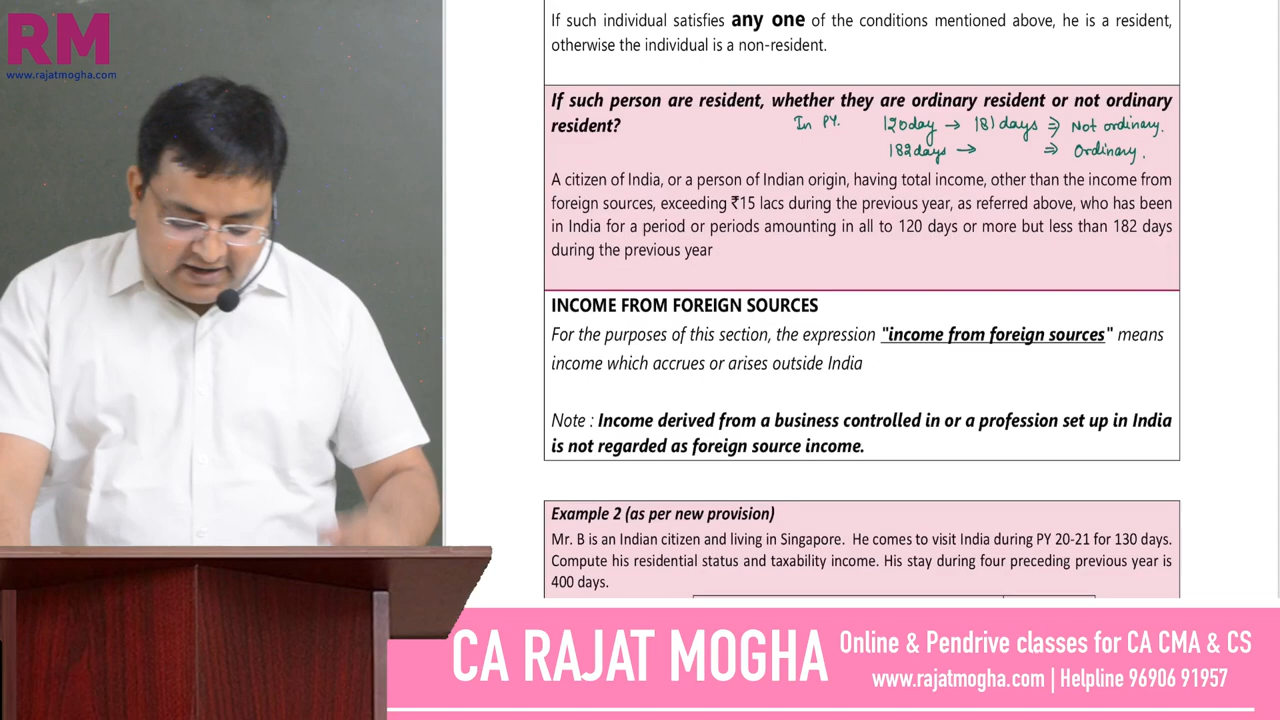 RM
www.rajatmogha.com
If such individual satisfies any one of the conditions mentioned above, he is a resident,
otherwise the individual is a non-resident.
If such person are resident, whether they are ordinary resident or not ordinary
resident?
In PY. 120day → 181days ⇒ Not ordinary.
182days → ⇒ Ordinary.
A citizen of India, or a person of Indian origin, having total income, other than the income from
foreign sources, exceeding ₹15 lacs during the previous year, as referred above, who has been
in India for a period or periods amounting in all to 120 days or more but less than 182 days
during the previous year
INCOME FROM FOREIGN SOURCES
For the purposes of this section, the expression "income from foreign sources" means
income which accrues or arises outside India
Note : Income derived from a business controlled in or a profession set up in India
is not regarded as foreign source income.
Example 2 (as per new provision)
Mr. B is an Indian citizen and living in Singapore. He comes to visit India during PY 20-21 for 130 days.
Compute his residential status and taxability income. His stay during four preceding previous year is
400 days.
CA RAJAT MOGHA
Online & Pendrive classes for CA CMA & CS
www.rajatmogha.com | Helpline 96906 91957